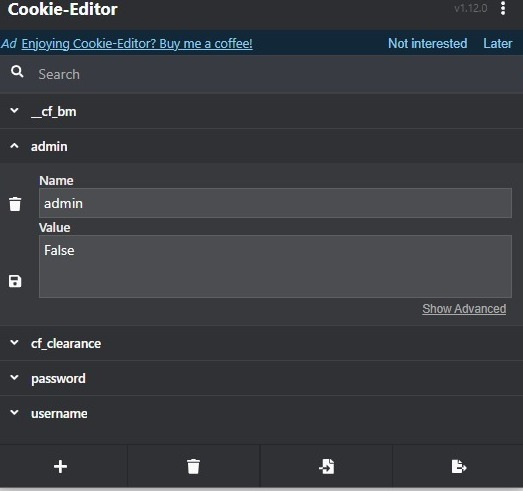 Cookie-Editor v1.12.0
Ad Enjoying Cookie-Editor? Buy me a coffee! Not interested Later
Search
__cf_bm
admin
Name
admin
Value
False
Show Advanced
cf_clearance
password
username